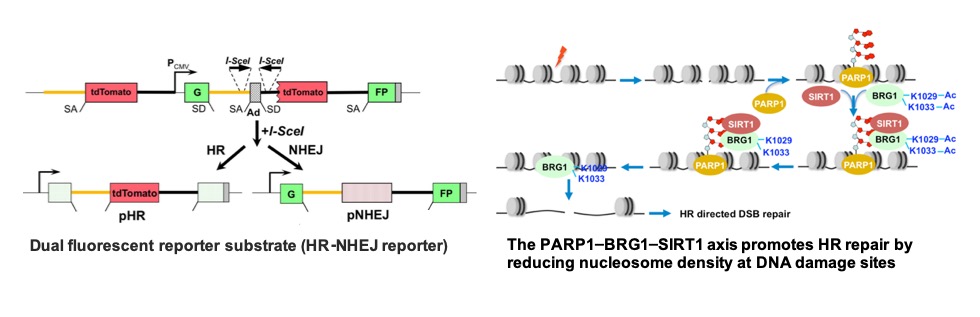 I-SceI I-SceI
P CMV
tdTomato G tdTomato FP
SA SD SA SD SA
Ad
+I-SceI
HR NHEJ
tdTomato G FP
pHR pNHEJ
Dual fluorescent reporter substrate (HR-NHEJ reporter)
PARP1
PARP1
SIRT1 BRG1 K1029-Ac
K1033-Ac
SIRT1
BRG1 K1029
K1033
PARP1
SIRT1
BRG1 K1029-Ac
K1033-Ac
PARP1
BRG1 K1029
K1033
HR directed DSB repair
The PARP1–BRG1–SIRT1 axis promotes HR repair by
reducing nucleosome density at DNA damage sites